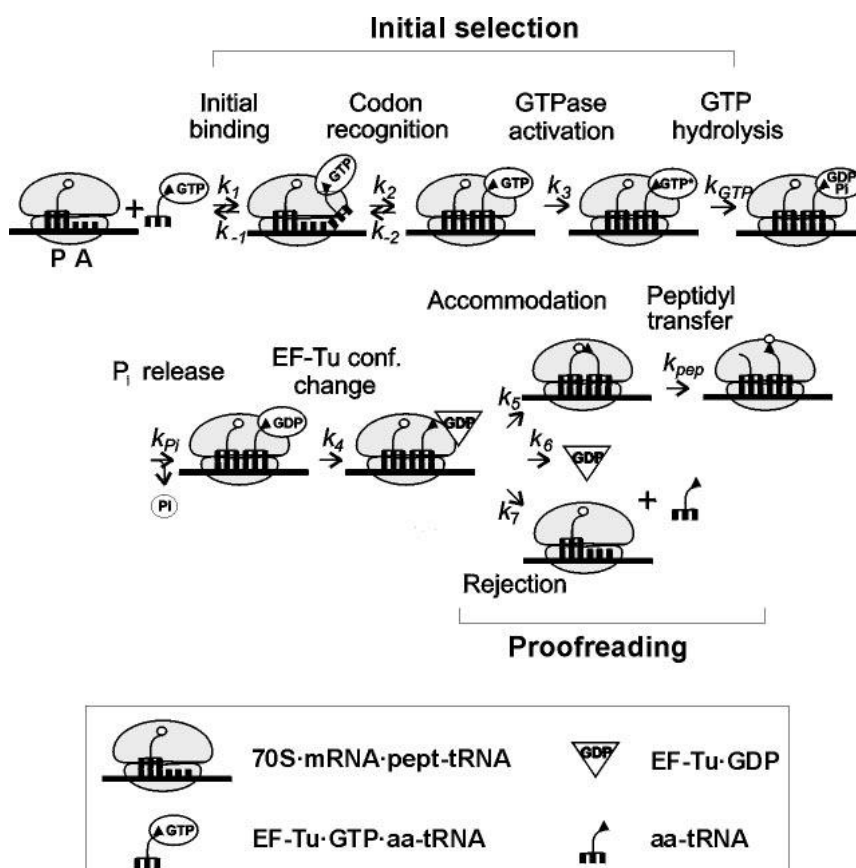 Initial selection
Initial binding
Codon recognition
GTPase activation
GTP hydrolysis
GTP
k1
k-1
GTP
k2
k-2
GTP
k3
GTP*
kGTP
GDP Pi
P A
Accommodation
Peptidyl transfer
Pi release
EF-Tu conf. change
kPi
Pi
GDP
k4
GDP
k5
kpep
k6
GDP
k7
+
+
Rejection
Proofreading
70S·mRNA·pept-tRNA
GDP
EF-Tu·GDP
GTP
EF-Tu·GTP·aa-tRNA
aa-tRNA